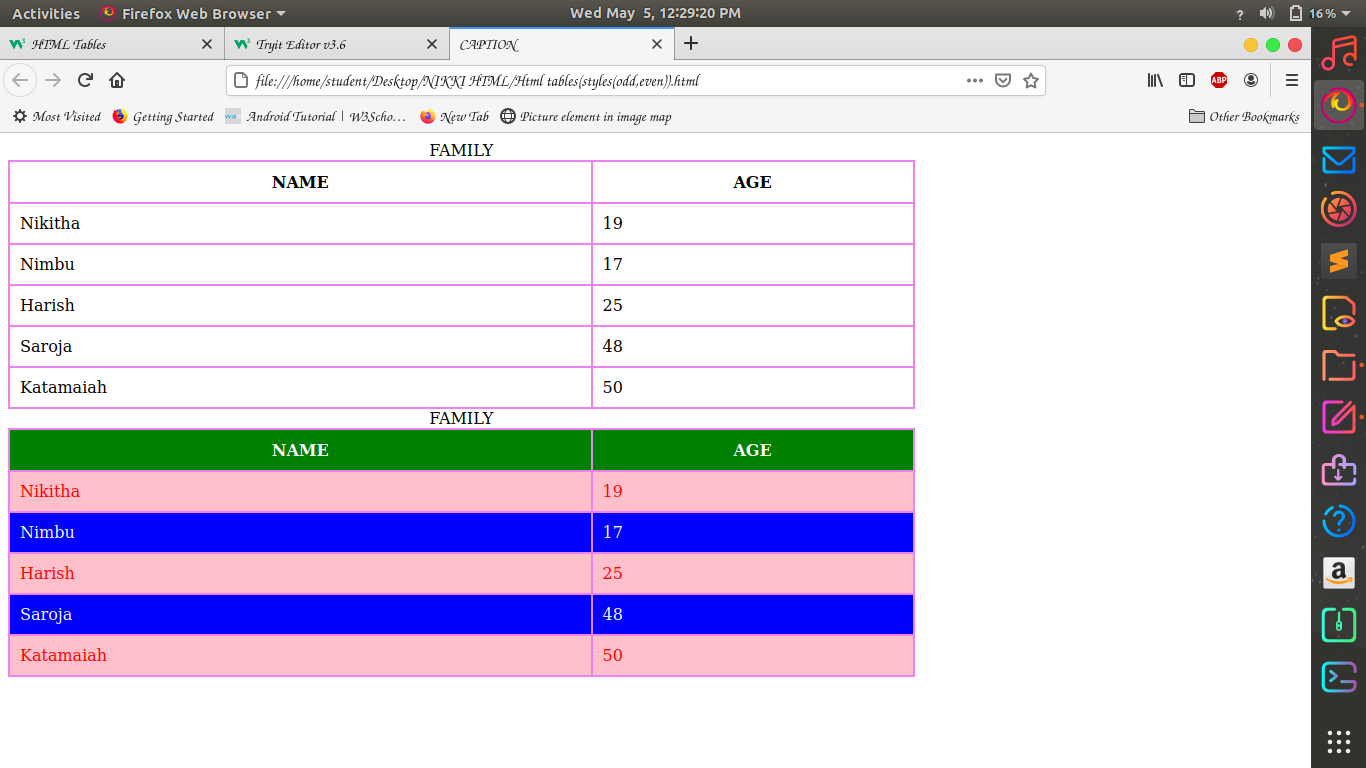 Activities Firefox Web Browser Wed May 5, 12:29:20 PM ? 16%
HTML Tables Tryit Editor v3.6 CAPTION
file:///home/student/Desktop/NIKKI HTML/Html tables(styles(odd,even)).html ABP
Most Visited Getting Started Android Tutorial | W3Scho… New Tab Picture element in image map Other Bookmarks
FAMILY
NAME AGE
Nikitha 19
Nimbu 17
Harish 25
Saroja 48
Katamaiah 50
FAMILY
NAME AGE
Nikitha 19
Nimbu 17
Harish 25
Saroja 48
Katamaiah 50